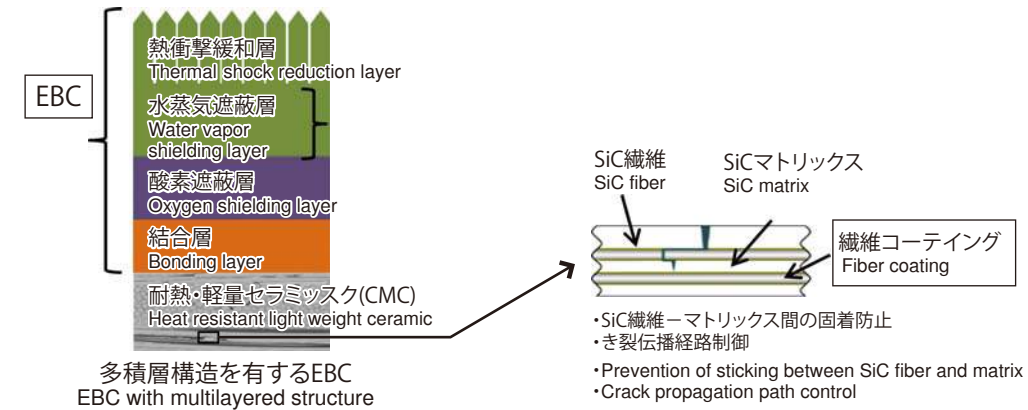 EBC
熱衝撃緩和層
Thermal shock reduction layer
水蒸気遮蔽層
Water vapor
shielding layer
酸素遮蔽層
Oxygen shielding layer
結合層
Bonding layer
耐熱・軽量セラミッスク(CMC)
Heat resistant light weight ceramic
多積層構造を有するEBC
EBC with multilayered structure
SiC繊維
SiC fiber
SiCマトリックス
SiC matrix
繊維コーテイング
Fiber coating
・SiC繊維－マトリックス間の固着防止
・き裂伝播経路制御
・Prevention of sticking between SiC fiber and matrix
・Crack propagation path control